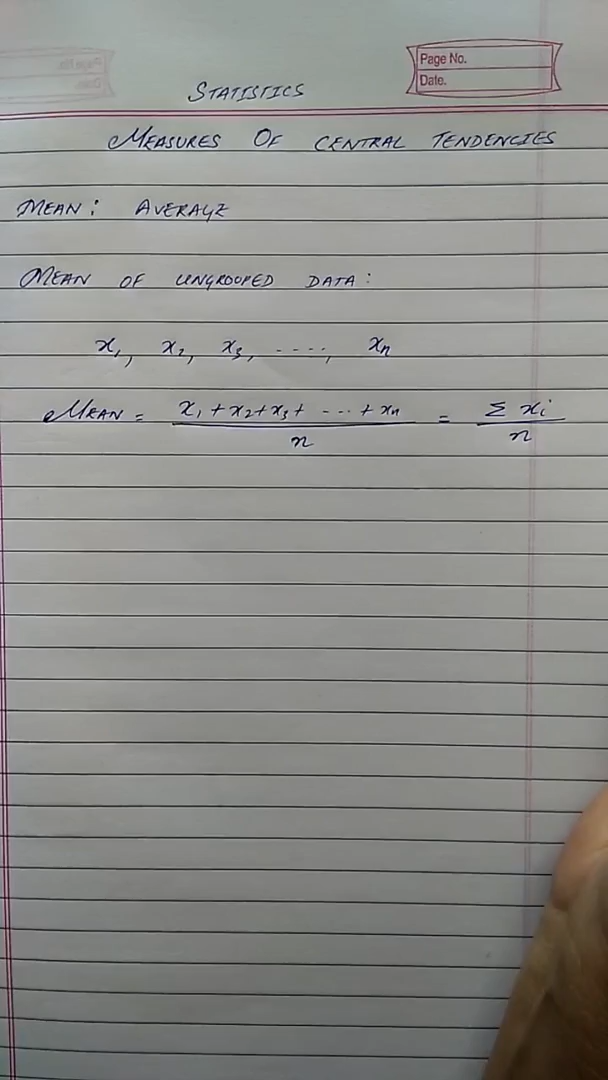 Page No.
Date.
STATISTICS
MEASURES OF CENTRAL TENDENCIES
MEAN: AVERAGE
MEAN OF UNGROUPED DATA:
x₁, x₂, x₃, ----, xₙ
MEAN = x₁+x₂+x₃+ --- + xₙ / n = Σ xᵢ / n